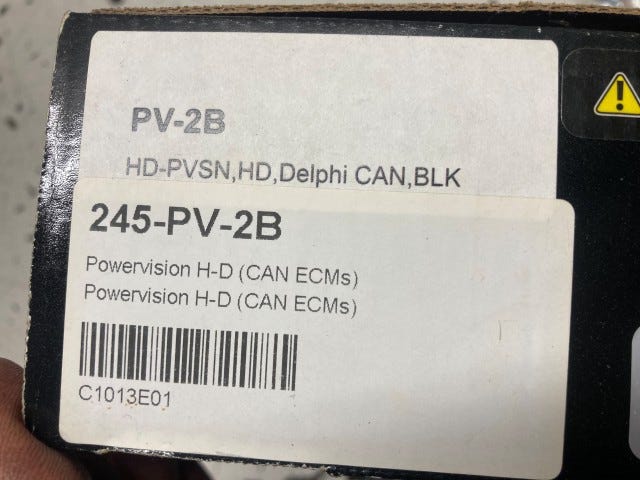 PV-2B
HD-PVSN,HD,Delphi CAN,BLK
245-PV-2B
Powervision H-D (CAN ECMs)
Powervision H-D (CAN ECMs)
C1013E01